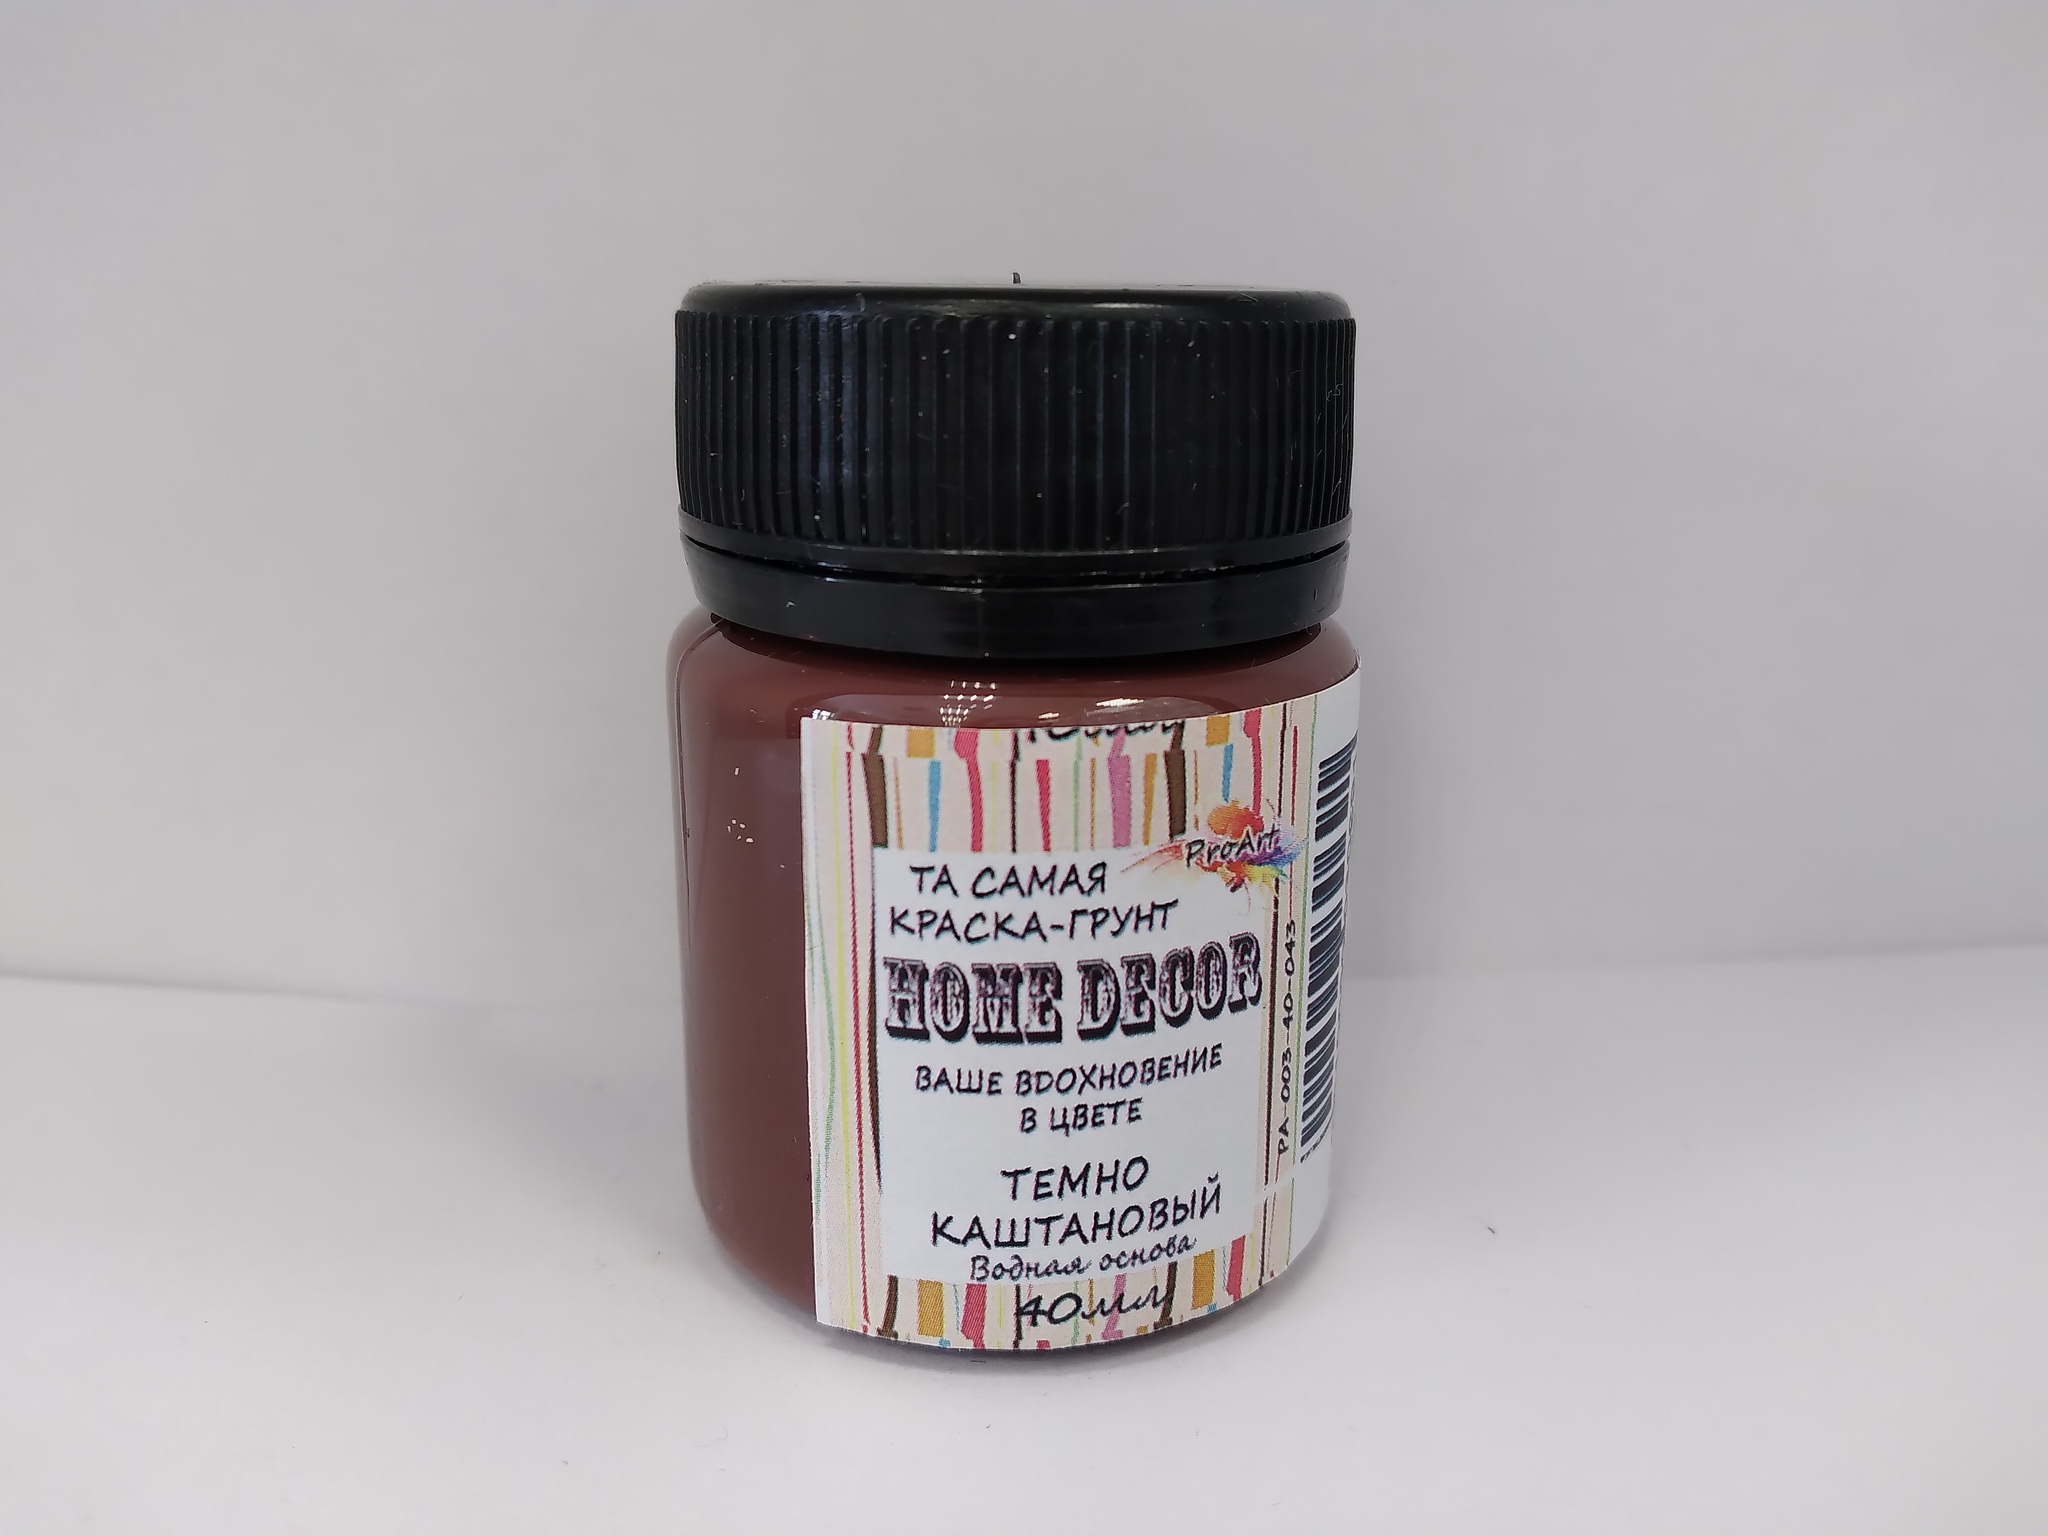 ProArt
ТА САМАЯ
КРАСКА-ГРУНТ
HOME DECOR
ВАШЕ ВДОХНОВЕНИЕ
В ЦВЕТЕ
ТЕМНО
КАШТАНОВЫЙ
Водная основа
40мл
PA-003-40-043